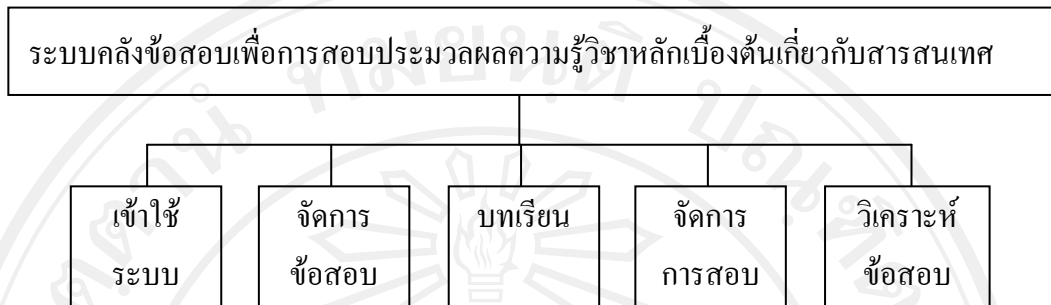 ระบบคลังข้อสอบเพื่อการสอบประมวลผลความรู้วิชาหลักเบื้องต้นเกี่ยวกับสารสนเทศ
เข้าใช้
ระบบ
จัดการ
ข้อสอบ
บทเรียน
จัดการ
การสอบ
วิเคราะห์
ข้อสอบ